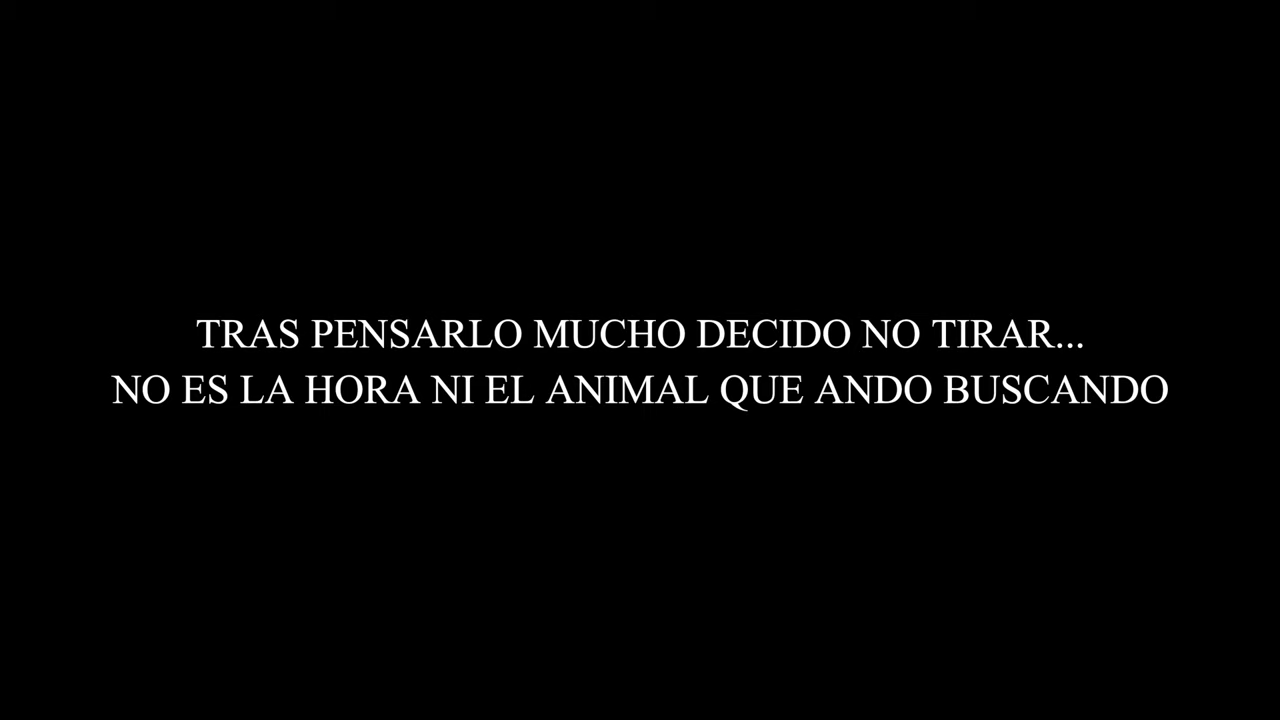 TRAS PENSARLO MUCHO DECIDO NO TIRAR...
NO ES LA HORA NI EL ANIMAL QUE ANDO BUSCANDO